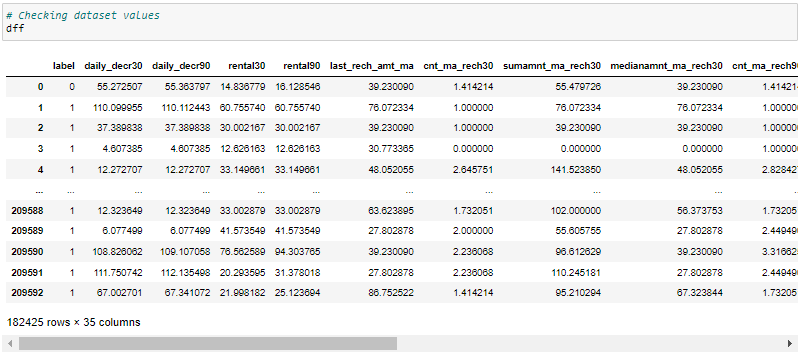 # Checking dataset values
dff
label daily_decr30 daily_decr90 rental30 rental90 last_rech_amt_ma cnt_ma_rech30 sumamnt_ma_rech30 medianamnt_ma_rech30 cnt_ma_rech9
0 0 55.272507 55.363797 14.836779 16.128546 39.230090 1.414214 55.479726 39.230090 1.41421
1 1 110.099955 110.112443 60.755740 60.755740 76.072334 1.000000 76.072334 76.072334 1.00000
2 1 37.389838 37.389838 30.002167 30.002167 39.230090 1.000000 39.230090 39.230090 1.00000
3 1 4.607385 4.607385 12.626163 12.626163 30.773365 0.000000 0.000000 0.000000 1.00000
4 1 12.272707 12.272707 33.149661 33.149661 48.052055 2.645751 141.523850 48.052055 2.82842
... ... ... ... ... ... ... ... ... ...
209588 1 12.323649 12.323649 33.002879 33.002879 63.623895 1.732051 102.000000 56.373753 1.73205
209589 1 6.077499 6.077499 41.573549 41.573549 27.802878 2.000000 55.605755 27.802878 2.44949
209590 1 108.826062 109.107058 76.562589 94.303765 39.230090 2.236068 96.612629 39.230090 3.31662
209591 1 111.750742 112.135498 20.293595 31.378018 27.802878 2.236068 110.245181 27.802878 2.44949
209592 1 67.002701 67.341072 21.998182 25.123694 86.752522 1.414214 95.210294 67.323844 1.73205
182425 rows × 35 columns